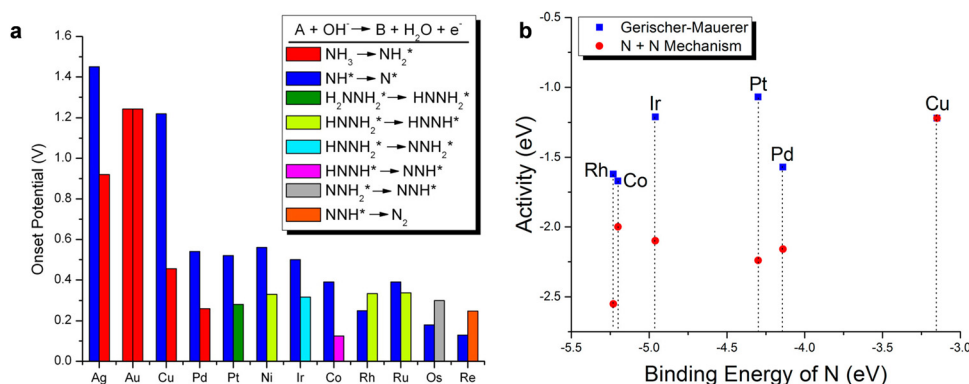 a
A + OH⁻ → B + H₂O + e⁻
NH₃ → NH₂*
NH* → N*
H₂NNH₂* → HNNH₂*
HNNH₂* → HNNH*
HNNH₂* → NNH₂*
HNNH* → NNH*
NNH₂* → NNH*
NNH* → N₂
Onset Potential (V)
1.6
1.4
1.2
1.0
0.8
0.6
0.4
0.2
0.0
Ag Au Cu Pd Pt Ni Ir Co Rh Ru Os Re
b
Gerischer-Mauerer
N + N Mechanism
Activity (eV)
-0.5
-1.0
-1.5
-2.0
-2.5
Rh
Co
Ir
Pt
Pd
Cu
-5.5 -5.0 -4.5 -4.0 -3.5 -3.0
Binding Energy of N (eV)